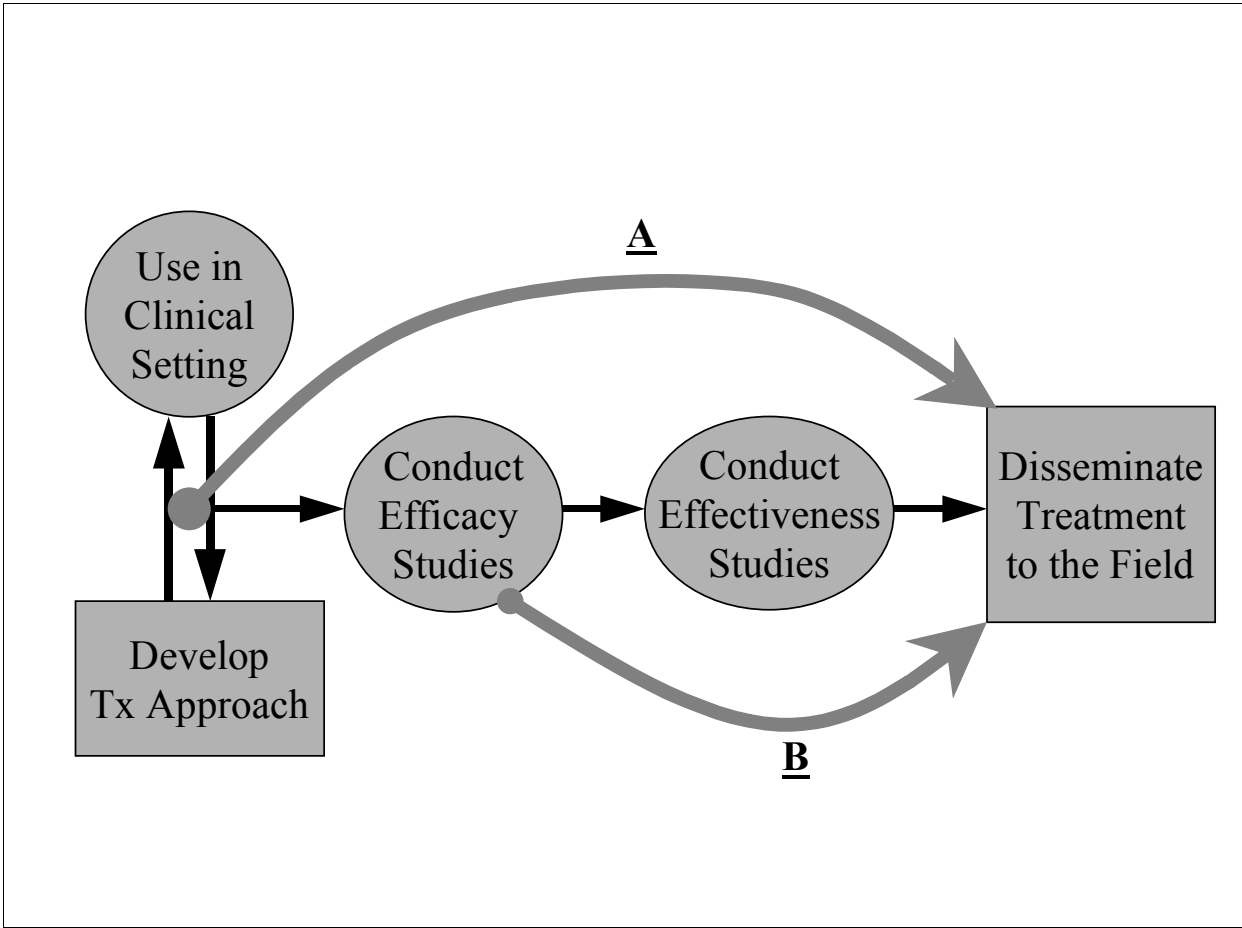 A
Use in
Clinical
Setting
Conduct
Efficacy
Studies
Conduct
Effectiveness
Studies
Disseminate
Treatment
to the Field
Develop
Tx Approach
B